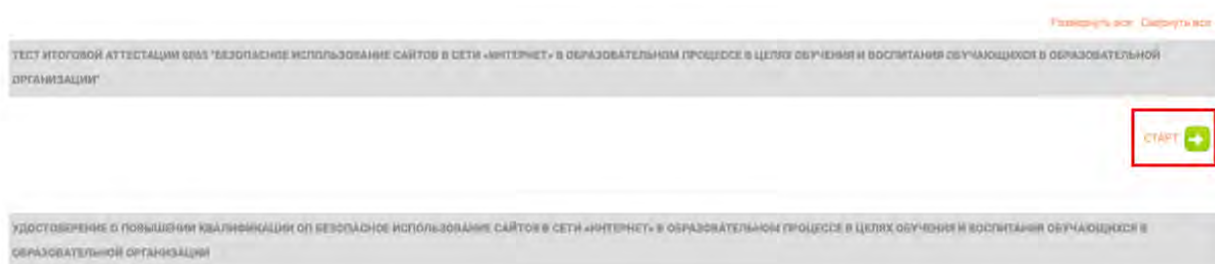 Развернуть все Свернуть все
ТЕСТ ИТОГОВОЙ АТТЕСТАЦИИ "БЕЗОПАСНОЕ ИСПОЛЬЗОВАНИЕ САЙТОВ В СЕТИ «ИНТЕРНЕТ» В ОБРАЗОВАТЕЛЬНОМ ПРОЦЕССЕ В ЦЕЛЯХ ОБУЧЕНИЯ И ВОСПИТАНИЯ ОБУЧАЮЩИХСЯ В ОБРАЗОВАТЕЛЬНОЙ
ОРГАНИЗАЦИИ"
СТАРТ
УДОСТОВЕРЕНИЕ О ПОВЫШЕНИИ КВАЛИФИКАЦИИ ОП БЕЗОПАСНОЕ ИСПОЛЬЗОВАНИЕ САЙТОВ В СЕТИ «ИНТЕРНЕТ» В ОБРАЗОВАТЕЛЬНОМ ПРОЦЕССЕ В ЦЕЛЯХ ОБУЧЕНИЯ И ВОСПИТАНИЯ ОБУЧАЮЩИХСЯ В
ОБРАЗОВАТЕЛЬНОЙ ОРГАНИЗАЦИИ